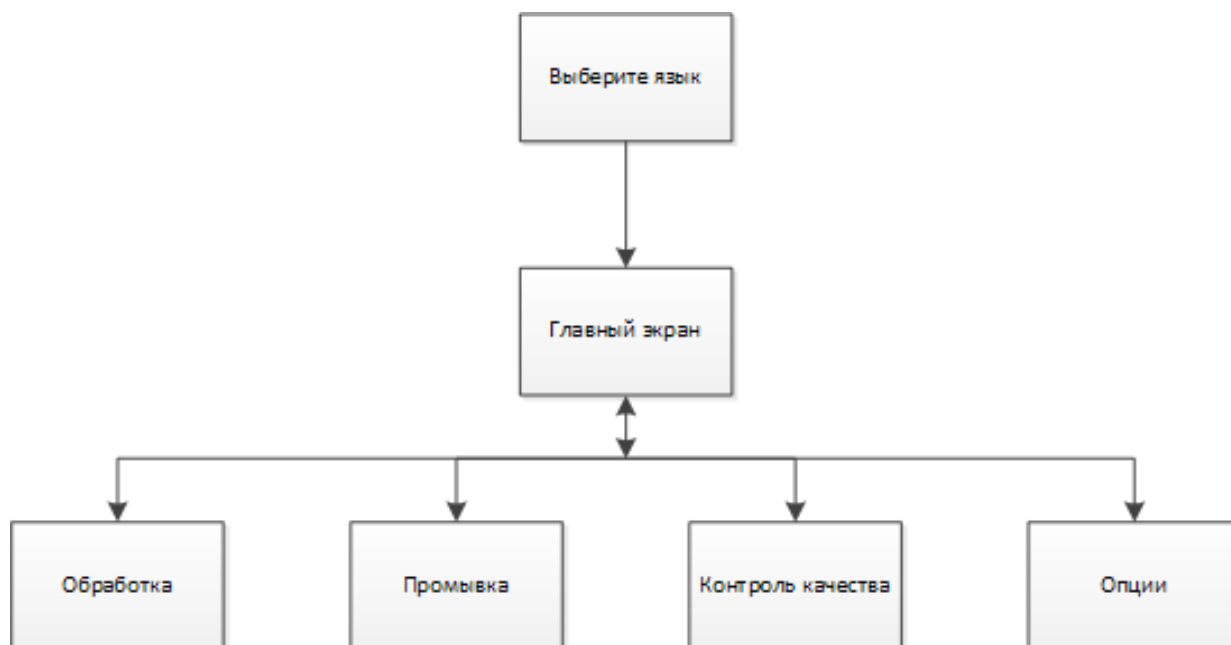 Выберите язык
Главный экран
Обработка
Промывка
Контроль качества
Опции